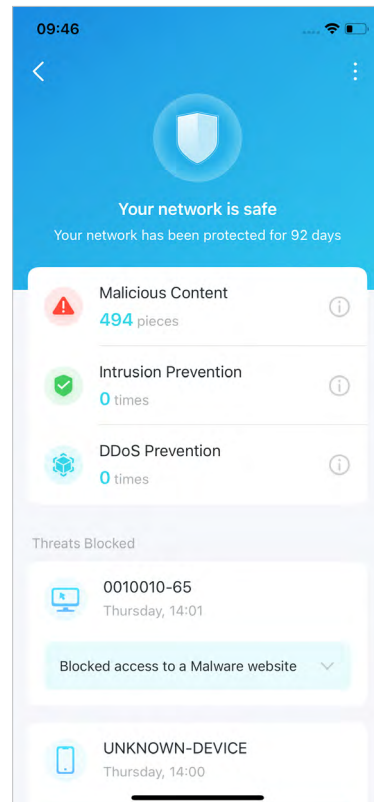 09:46
Your network is safe
Your network has been protected for 92 days
Malicious Content
494 pieces
Intrusion Prevention
0 times
DDoS Prevention
0 times
Threats Blocked
0010010-65
Thursday, 14:01
Blocked access to a Malware website
UNKNOWN-DEVICE
Thursday, 14:00